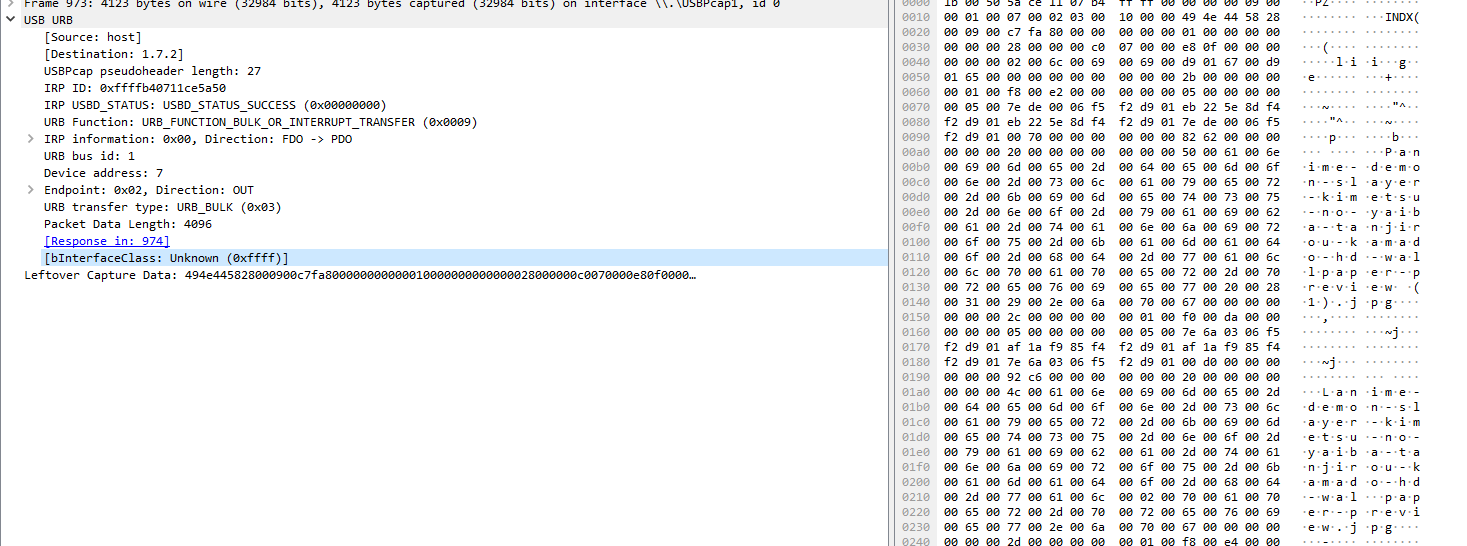 Frame 973: 4123 bytes on wire (32984 bits), 4123 bytes captured (32984 bits) on interface \\.\USBPcap1, id 0
USB URB
[Source: host]
[Destination: 1.7.2]
USBPcap pseudoheader length: 27
IRP ID: 0xffffb40711ce5a50
IRP USBD_STATUS: USBD_STATUS_SUCCESS (0x00000000)
URB Function: URB_FUNCTION_BULK_OR_INTERRUPT_TRANSFER (0x0009)
IRP information: 0x00, Direction: FDO -> PDO
URB bus id: 1
Device address: 7
Endpoint: 0x02, Direction: OUT
URB transfer type: URB_BULK (0x03)
Packet Data Length: 4096
[Response in: 974]
[bInterfaceClass: Unknown (0xffff)]
Leftover Capture Data: 494e445828000900c7fa80000000000001000000000000002800000000c0070000e80f0000…
0000 1b 00 50 5a ce 11 07 b4 ff ff 00 00 00 00 09 00 ··PZ···· ········
0010 00 01 00 07 00 02 03 00 10 00 00 49 4e 44 58 28 ········ ···INDX(
0020 00 09 00 c7 fa 80 00 00 00 00 00 01 00 00 00 00 ········ ········
0030 00 00 00 28 00 00 00 c0 07 00 00 e8 0f 00 00 00 ···(···· ········
0040 00 00 00 02 00 6c 00 69 00 69 00 d9 01 67 00 d9 ·····l·i ·i···g··
0050 01 65 00 00 00 00 00 00 00 00 00 2b 00 00 00 00 ·e······ ···+····
0060 00 01 00 f8 00 e2 00 00 00 00 00 05 00 00 00 00 ········ ········
0070 00 05 00 7e de 00 06 f5 f2 d9 01 eb 22 5e 8d f4 ···~···· ····"^··
0080 f2 d9 01 eb 22 5e 8d f4 f2 d9 01 7e de 00 06 f5 ····"^·· ···~····
0090 f2 d9 01 00 70 00 00 00 00 00 00 82 62 00 00 00 ····p··· ····b···
00a0 00 00 00 20 00 00 00 00 00 00 00 50 00 61 00 6e ··· ···· ···P·a·n
00b0 00 69 00 6d 00 65 00 2d 00 64 00 65 00 6d 00 6f ·i·m·e·- ·d·e·m·o
00c0 00 6e 00 2d 00 73 00 6c 00 61 00 79 00 65 00 72 ·n·-·s·l ·a·y·e·r
00d0 00 2d 00 6b 00 69 00 6d 00 65 00 74 00 73 00 75 ·-·k·i·m ·e·t·s·u
00e0 00 2d 00 6e 00 6f 00 2d 00 79 00 61 00 69 00 62 ·-·n·o·- ·y·a·i·b
00f0 00 61 00 2d 00 74 00 61 00 6e 00 6a 00 69 00 72 ·a·-·t·a ·n·j·i·r
0100 00 6f 00 75 00 2d 00 6b 00 61 00 6d 00 61 00 64 ·o·u·-·k ·a·m·a·d
0110 00 6f 00 2d 00 68 00 64 00 2d 00 77 00 61 00 6c ·o·-·h·d ·-·w·a·l
0120 00 6c 00 70 00 61 00 70 00 65 00 72 00 2d 00 70 ·l·p·a·p ·e·r·-·p
0130 00 72 00 65 00 76 00 69 00 65 00 77 00 20 00 28 ·r·e·v·i ·e·w· ·(
0140 00 31 00 29 00 2e 00 6a 00 70 00 67 00 00 00 00 ·1·)·.·j ·p·g····
0150 00 00 00 2c 00 00 00 00 00 01 00 f0 00 da 00 00 ···,···· ········
0160 00 00 00 05 00 00 00 00 00 05 00 7e 6a 03 06 f5 ········ ···~j···
0170 f2 d9 01 af 1a f9 85 f4 f2 d9 01 af 1a f9 85 f4 ········ ········
0180 f2 d9 01 7e 6a 03 06 f5 f2 d9 01 00 d0 00 00 00 ···~j··· ········
0190 00 00 00 92 c6 00 00 00 00 00 00 20 00 00 00 00 ········ ··· ····
01a0 00 00 00 4c 00 61 00 6e 00 69 00 6d 00 65 00 2d ···L·a·n ·i·m·e·-
01b0 00 64 00 65 00 6d 00 6f 00 6e 00 2d 00 73 00 6c ·d·e·m·o ·n·-·s·l
01c0 00 61 00 79 00 65 00 72 00 2d 00 6b 00 69 00 6d ·a·y·e·r ·-·k·i·m
01d0 00 65 00 74 00 73 00 75 00 2d 00 6e 00 6f 00 2d ·e·t·s·u ·-·n·o·-
01e0 00 79 00 61 00 69 00 62 00 61 00 2d 00 74 00 61 ·y·a·i·b ·a·-·t·a
01f0 00 6e 00 6a 00 69 00 72 00 6f 00 75 00 2d 00 6b ·n·j·i·r ·o·u·-·k
0200 00 61 00 6d 00 61 00 64 00 6f 00 2d 00 68 00 64 ·a·m·a·d ·o·-·h·d
0210 00 2d 00 77 00 61 00 6c 00 02 00 70 00 61 00 70 ·-·w·a·l ···p·a·p
0220 00 65 00 72 00 2d 00 70 00 72 00 65 00 76 00 69 ·e·r·-·p ·r·e·v·i
0230 00 65 00 77 00 2e 00 6a 00 70 00 67 00 00 00 00 ·e·w·.·j ·p·g····
0240 00 00 00 2d 00 00 00 00 00 01 00 f8 00 e4 00 00 ···-···· ········